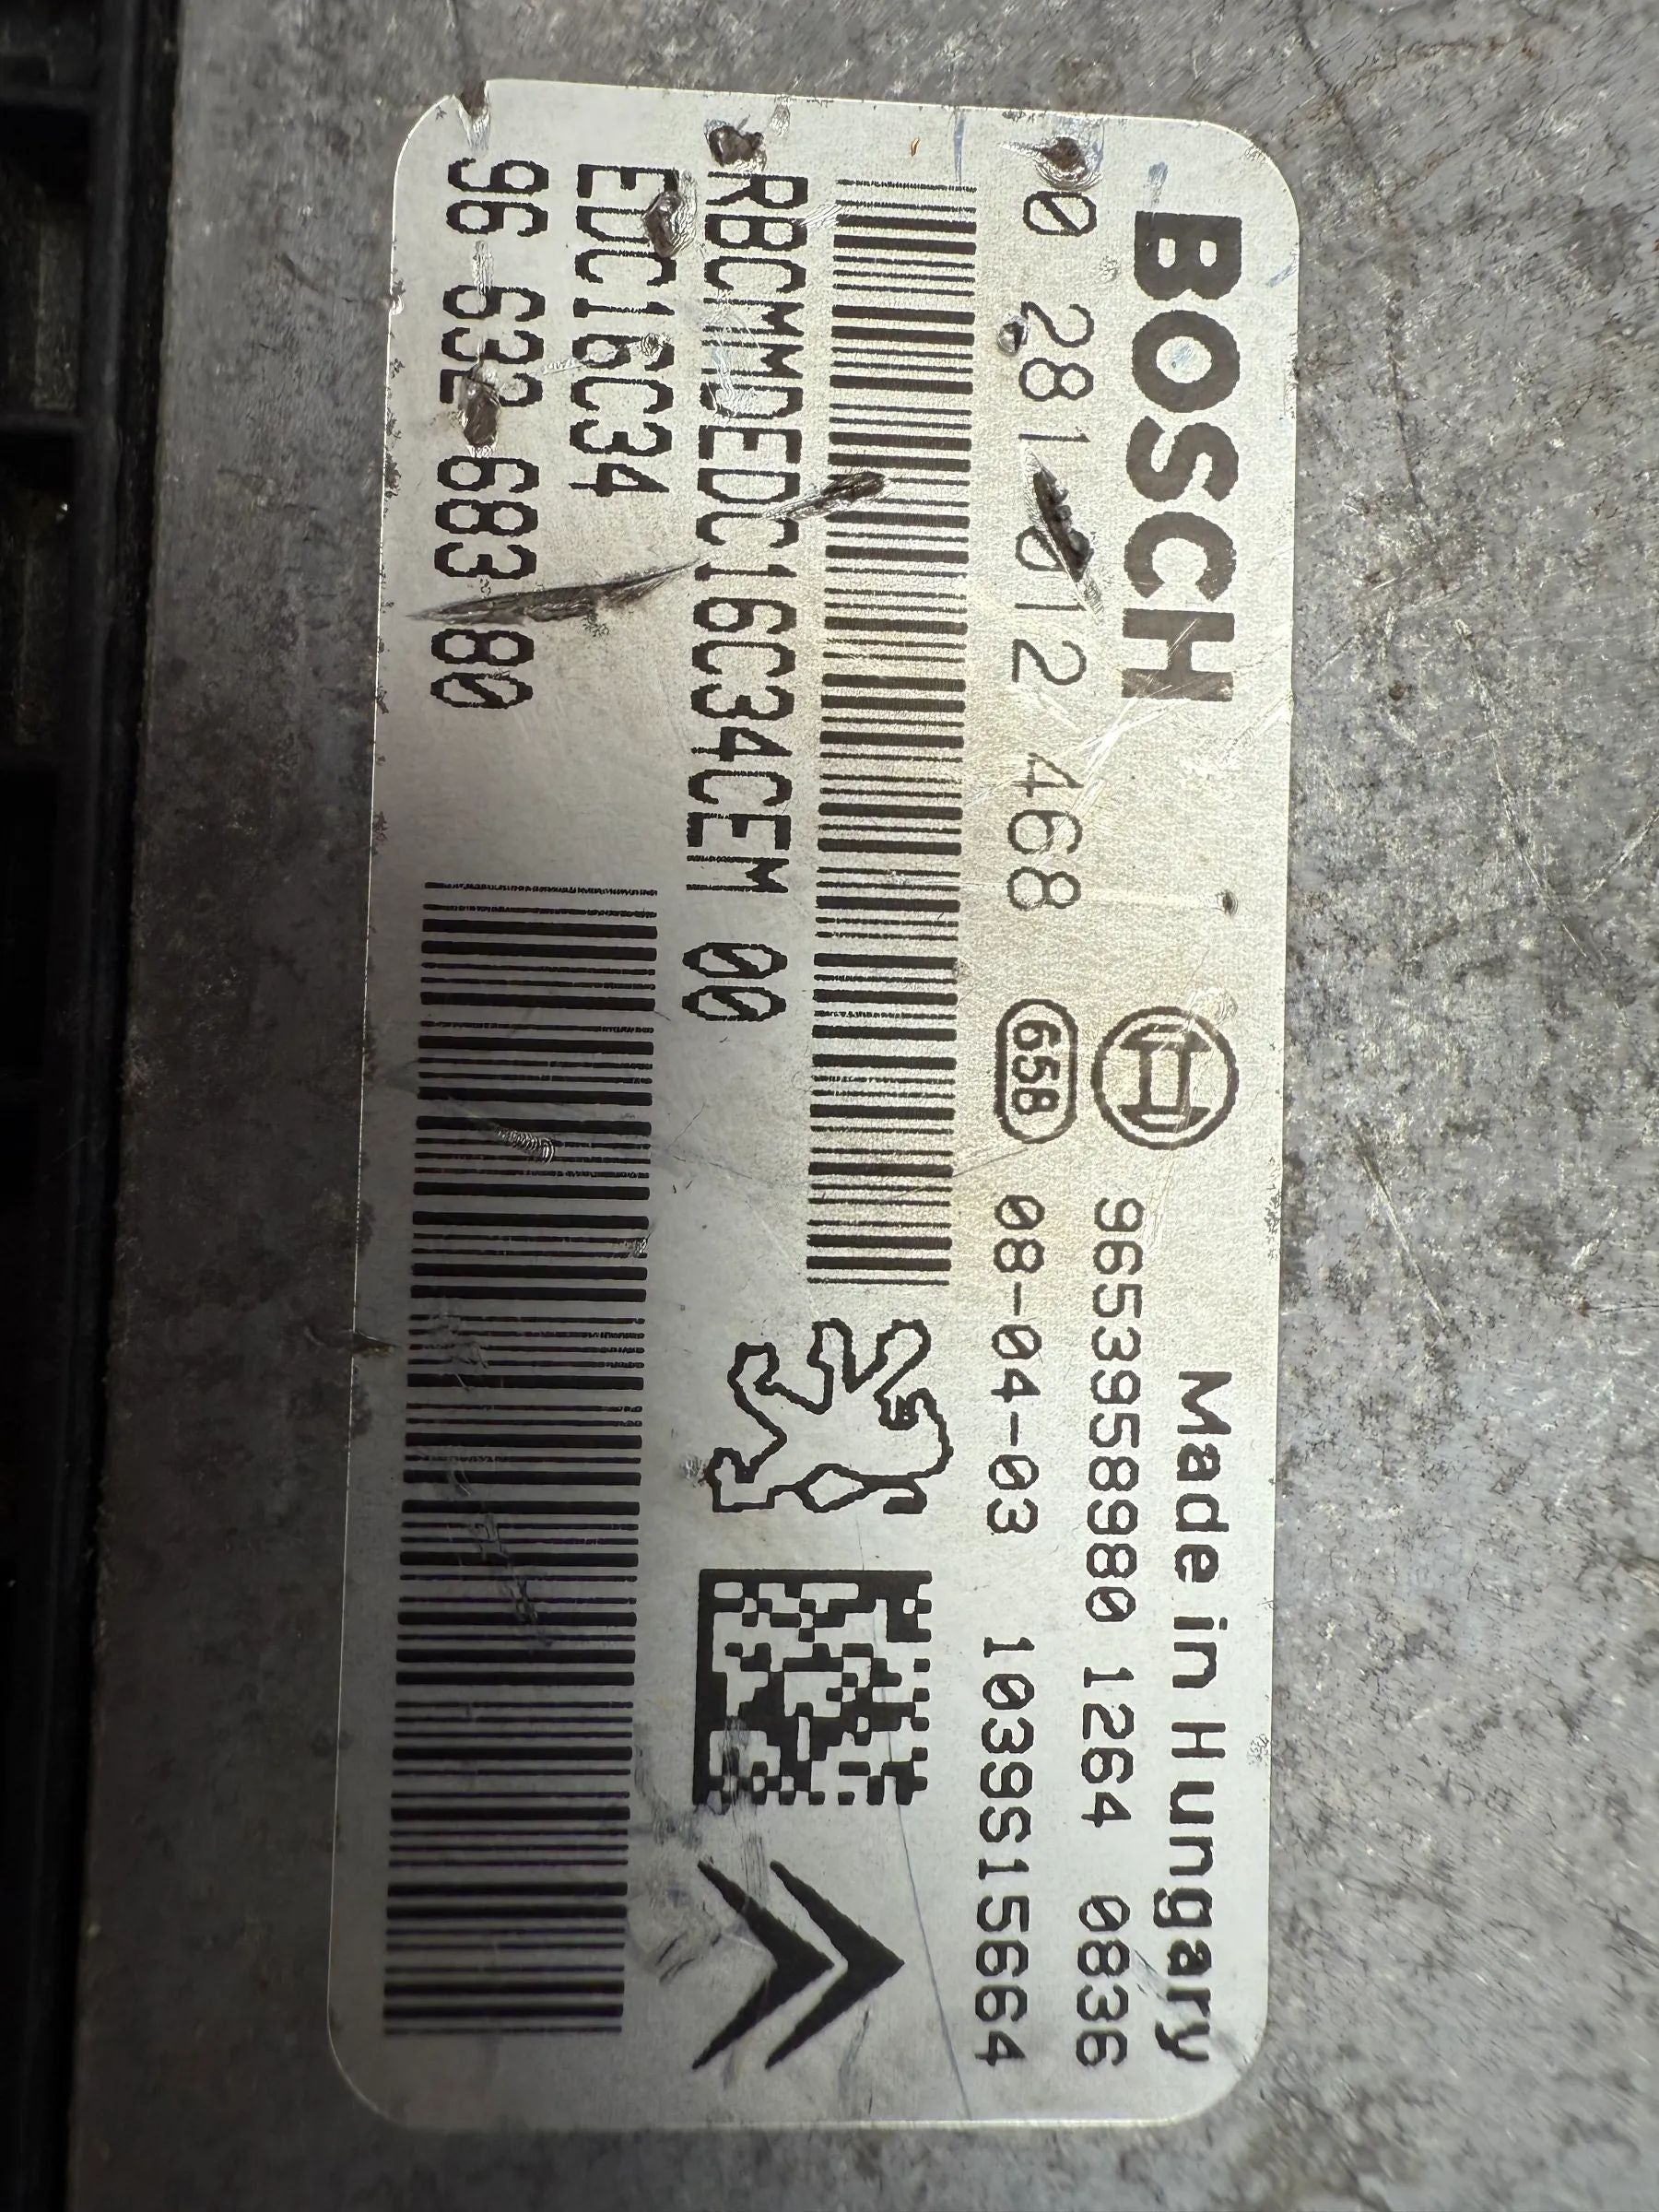 BOSCH Made in Hungary
9653958980 1264 0836
0 281 012 468 658 08-04-03 1039S15664
RBCMMDEDC16C34CEM 00
EDC16C34
96 632 683 80